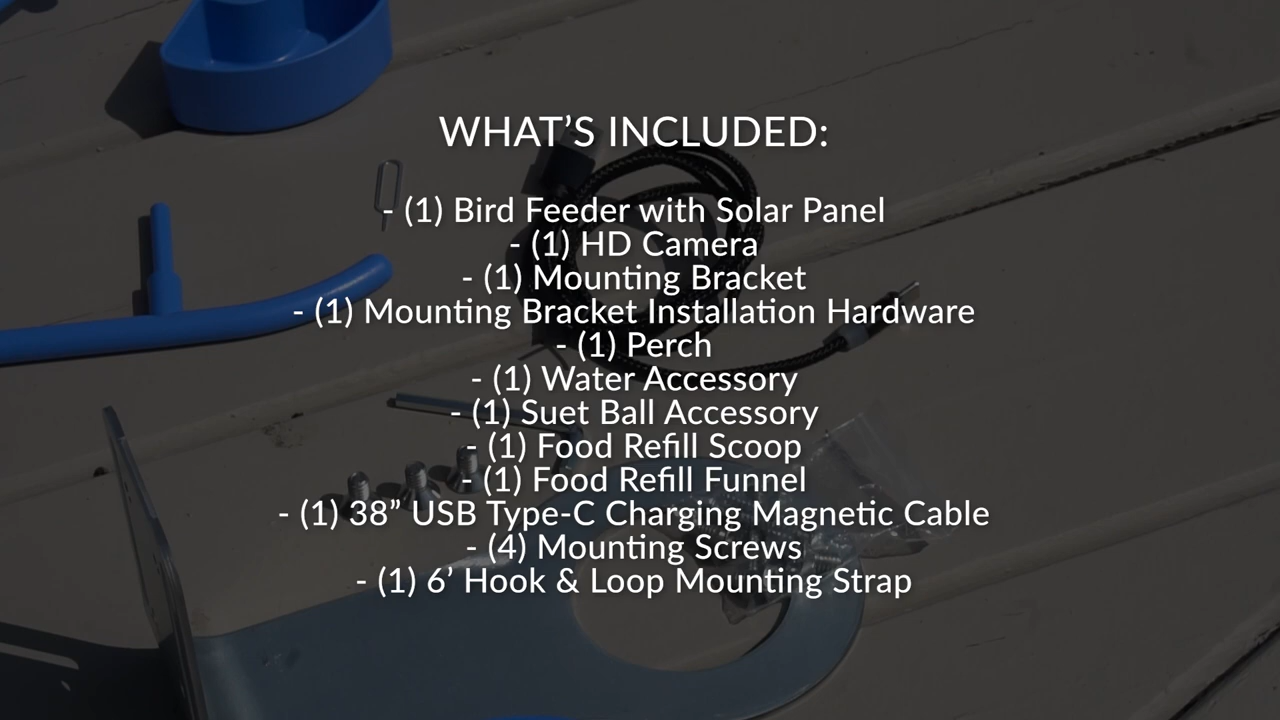 WHAT’S INCLUDED:
- (1) Bird Feeder with Solar Panel
- (1) HD Camera
- (1) Mounting Bracket
- (1) Mounting Bracket Installation Hardware
- (1) Perch
- (1) Water Accessory
- (1) Suet Ball Accessory
- (1) Food Refill Scoop
- (1) Food Refill Funnel
- (1) 38” USB Type-C Charging Magnetic Cable
- (4) Mounting Screws
- (1) 6’ Hook & Loop Mounting Strap